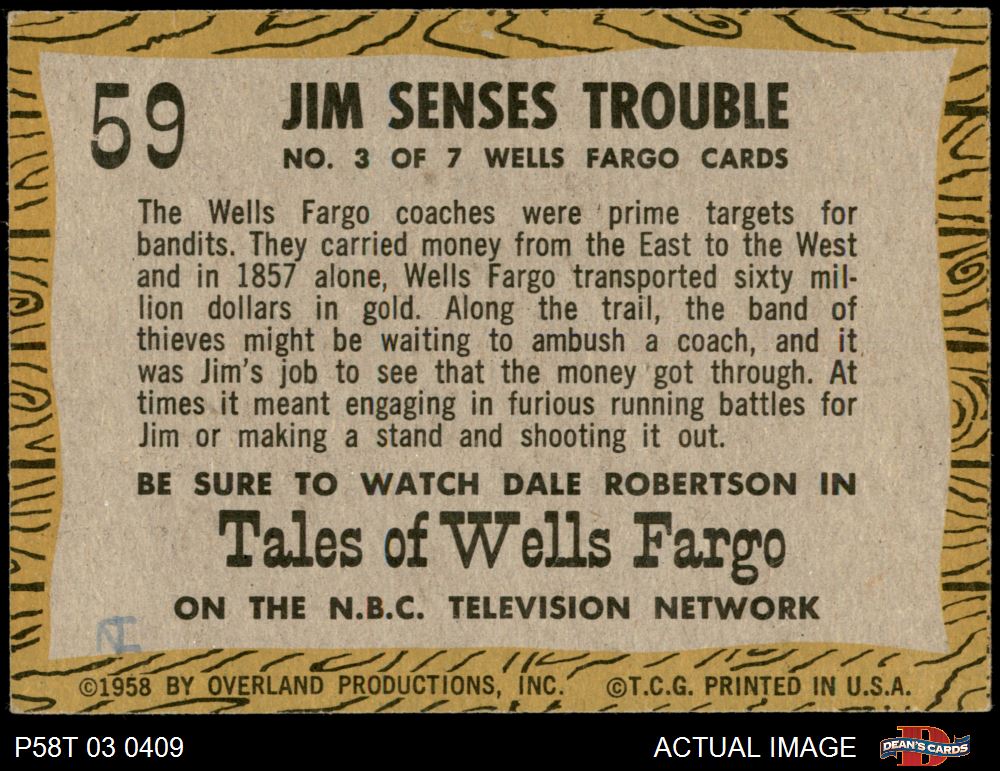 59
JIM SENSES TROUBLE
NO. 3 OF 7 WELLS FARGO CARDS
The Wells Fargo coaches were prime targets for
bandits. They carried money from the East to the West
and in 1857 alone, Wells Fargo transported sixty mil-
lion dollars in gold. Along the trail, the band of
thieves might be waiting to ambush a coach, and it
was Jim's job to see that the money got through. At
times it meant engaging in furious running battles for
Jim or making a stand and shooting it out.
BE SURE TO WATCH DALE ROBERTSON IN
Tales of Wells Fargo
ON THE N.B.C. TELEVISION NETWORK
©1958 BY OVERLAND PRODUCTIONS, INC. ©T.C.G. PRINTED IN U.S.A.
P58T 03 0409
ACTUAL IMAGE
DEAN'S CARDS